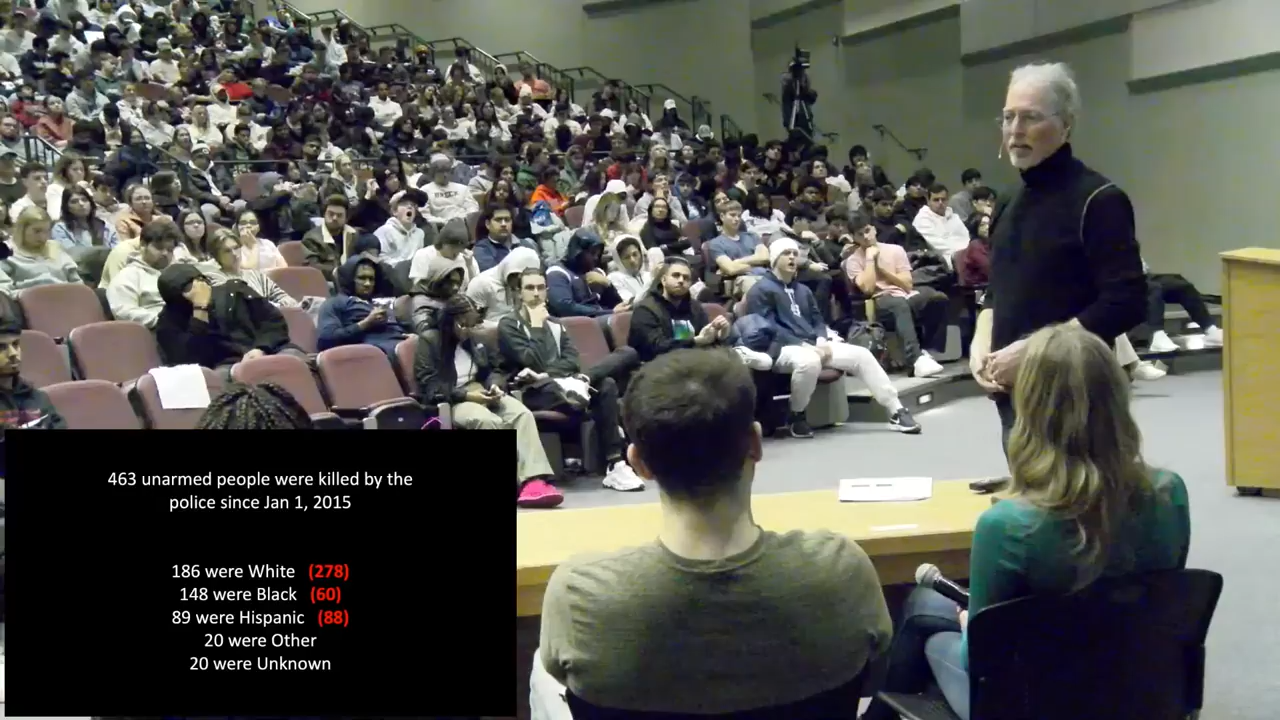 463 unarmed people were killed by the
police since Jan 1, 2015
186 were White (278)
148 were Black (60)
89 were Hispanic (88)
20 were Other
20 were Unknown